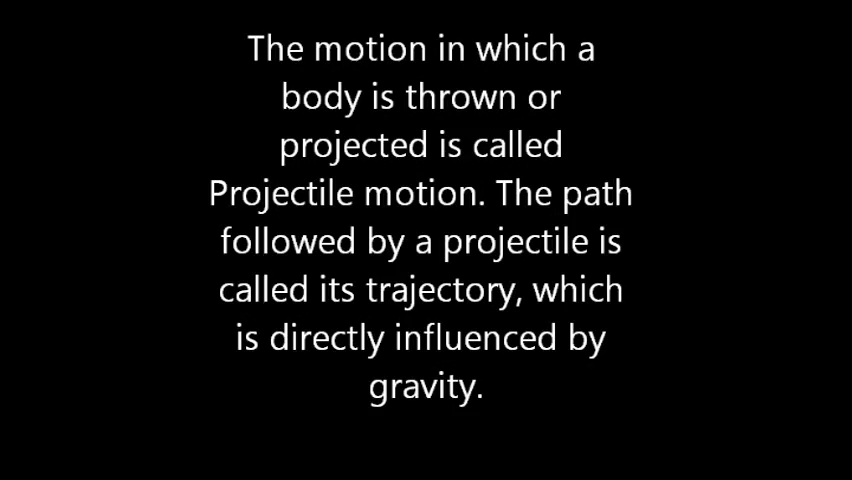 The motion in which a
body is thrown or
projected is called
Projectile motion. The path
followed by a projectile is
called its trajectory, which
is directly influenced by
gravity.